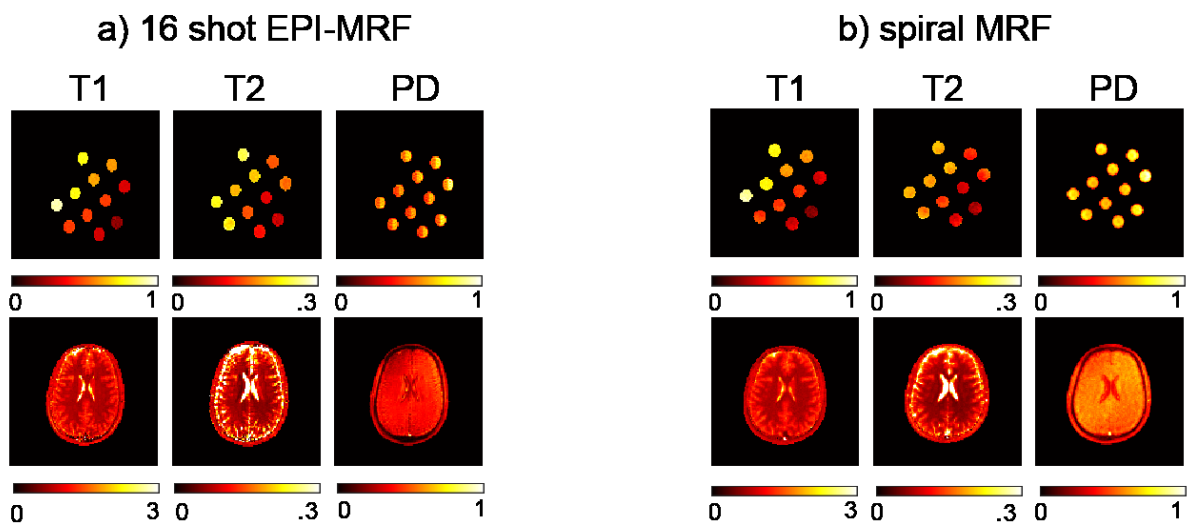 a) 16 shot EPI-MRF
b) spiral MRF
T1 T2 PD
T1 T2 PD
0 1 0 .3 0 1
0 1 0 .3 0 1
0 3 0 .3 0 1
0 3 0 .3 0 1